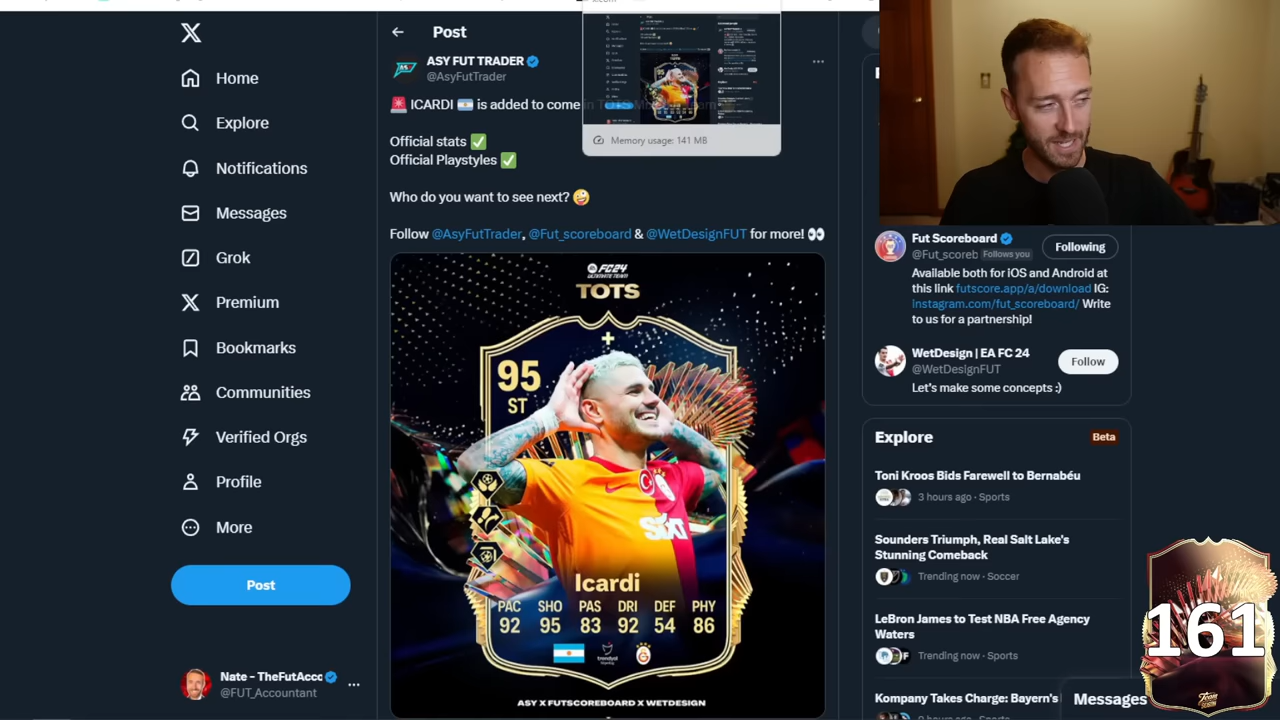 Home
Explore
Notifications
Messages
Grok
Premium
Bookmarks
Communities
Verified Orgs
Profile
More
Post
Nate - TheFutAcc
@FUT_Accountant
Post
ASY FUT TRADER
@AsyFutTrader
🚨 ICARDI 🇦🇷 is added to come
Official stats ✅
Official Playstyles ✅
Who do you want to see next? 🤪
Follow @AsyFutTrader, @Fut_scoreboard & @WetDesignFUT for more! 👀
Memory usage: 141 MB
FC24
ULTIMATE TEAM
TOTS
95
ST
Icardi
PAC SHO PAS DRI DEF PHY
92 95 83 92 54 86
ASY X FUTSCOREBOARD X WETDESIGN
Fut Scoreboard
@Fut_scoreb Follows you
Following
Available both for iOS and Android at
this link futscore.app/a/download IG:
Instagram.com/fut_scoreboard/ Write
to us for a partnership!
WetDesign | EA FC 24
@WetDesignFUT
Follow
Let's make some concepts :)
Explore
Beta
Toni Kroos Bids Farewell to Bernabéu
3 hours ago · Sports
Sounders Triumph, Real Salt Lake's
Stunning Comeback
Trending now · Soccer
LeBron James to Test NBA Free Agency
Waters
Trending now · Sports
Kompany Takes Charge: Bayern's
Messages
161